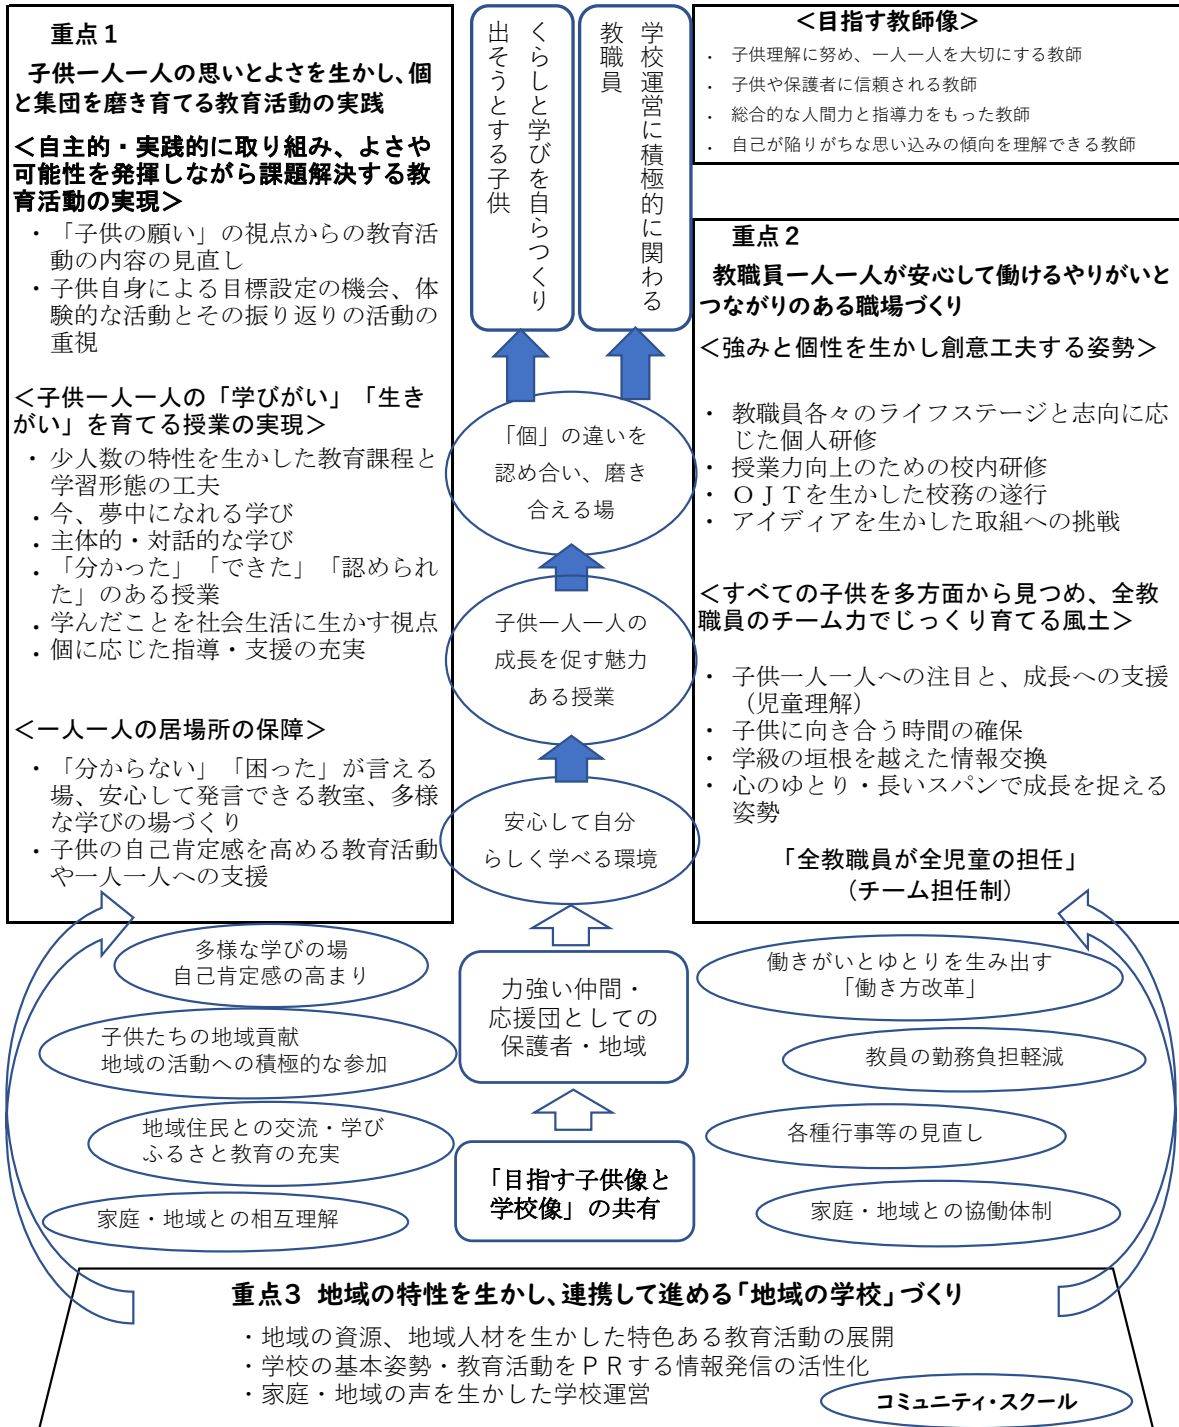 重点１
子供一人一人の思いとよさを生かし、個
と集団を磨き育てる教育活動の実践
＜自主的・実践的に取り組み、よさや
可能性を発揮しながら課題解決する教
育活動の実現＞
・「子供の願い」の視点からの教育活
動の内容の見直し
・子供自身による目標設定の機会、体
験的な活動とその振り返りの活動の
重視
＜子供一人一人の「学びがい」「生き
がい」を育てる授業の実現＞
・少人数の特性を生かした教育課程と
学習形態の工夫
・今、夢中になれる学び
・主体的・対話的な学び
・「分かった」「できた」「認められ
た」のある授業
・学んだことを社会生活に生かす視点
・個に応じた指導・支援の充実
＜一人一人の居場所の保障＞
・「分からない」「困った」が言える
場、安心して発言できる教室、多様
な学びの場づくり
・子供の自己肯定感を高める教育活動
や一人一人への支援
くらしと学びを自らつくり
出そうとする子供
学校運営に積極的に関わる
教職員
「個」の違いを
認め合い、磨き
合える場
子供一人一人の
成長を促す魅力
ある授業
安心して自分
らしく学べる環境
力強い仲間・
応援団としての
保護者・地域
「目指す子供像と
学校像」の共有
＜目指す教師像＞
・ 子供理解に努め、一人一人を大切にする教師
・ 子供や保護者に信頼される教師
・ 総合的な人間力と指導力をもった教師
・ 自己が陥りがちな思い込みの傾向を理解できる教師
重点２
教職員一人一人が安心して働けるやりがいと
つながりのある職場づくり
＜強みと個性を生かし創意工夫する姿勢＞
・ 教職員各々のライフステージと志向に応
じた個人研修
・ 授業力向上のための校内研修
・ ＯＪＴを生かした校務の遂行
・ アイディアを生かした取組への挑戦
＜すべての子供を多方面から見つめ、全教
職員のチーム力でじっくり育てる風土＞
・ 子供一人一人への注目と、成長への支援
（児童理解）
・ 子供に向き合う時間の確保
・ 学級の垣根を越えた情報交換
・ 心のゆとり・長いスパンで成長を捉える
姿勢
「全教職員が全児童の担任」
（チーム担任制）
多様な学びの場
自己肯定感の高まり
子供たちの地域貢献
地域の活動への積極的な参加
地域住民との交流・学び
ふるさと教育の充実
家庭・地域との相互理解
働きがいとゆとりを生み出す
「働き方改革」
教員の勤務負担軽減
各種行事等の見直し
家庭・地域との協働体制
重点３ 地域の特性を生かし、連携して進める「地域の学校」づくり
・地域の資源、地域人材を生かした特色ある教育活動の展開
・学校の基本姿勢・教育活動をＰＲする情報発信の活性化
・家庭・地域の声を生かした学校運営
コミュニティ・スクール